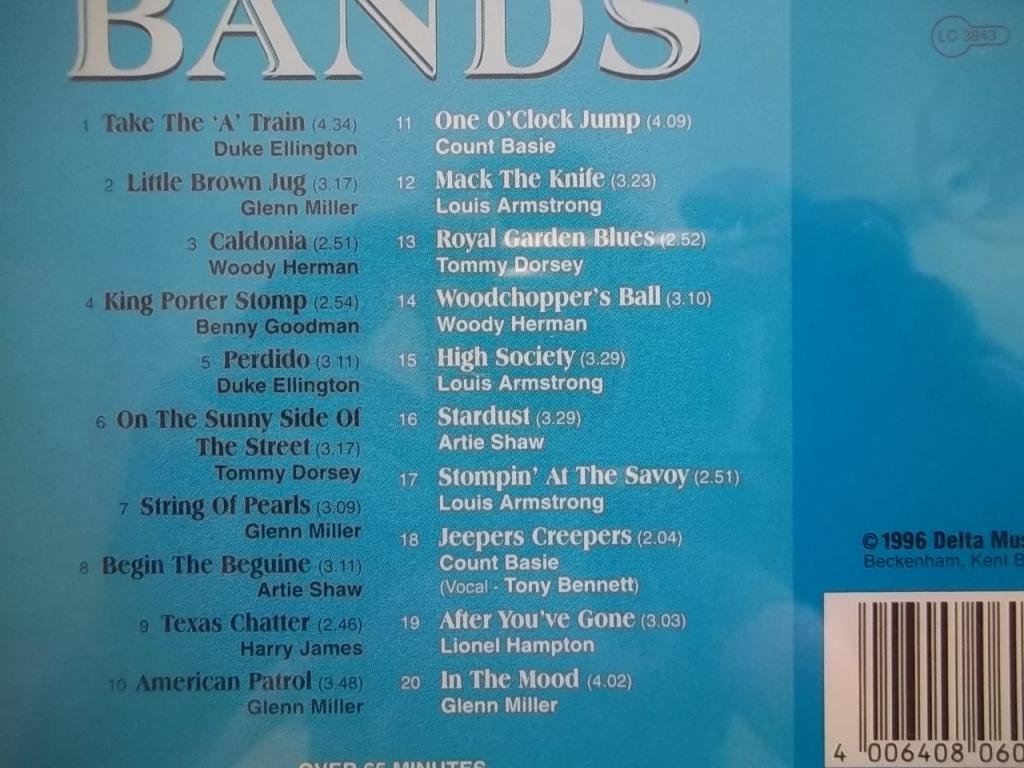 BANDS
LC 3843
1 Take The ‘A’ Train (4.34)
Duke Ellington
2 Little Brown Jug (3.17)
Glenn Miller
3 Caldonia (2.51)
Woody Herman
4 King Porter Stomp (2.54)
Benny Goodman
5 Perdido (3 11)
Duke Ellington
6 On The Sunny Side Of
The Street (3.17)
Tommy Dorsey
7 String Of Pearls (3.09)
Glenn Miller
8 Begin The Beguine (3.11)
Artie Shaw
9 Texas Chatter (2.46)
Harry James
10 American Patrol (3.48)
Glenn Miller
11 One O’Clock Jump (4.09)
Count Basie
12 Mack The Knife (3.23)
Louis Armstrong
13 Royal Garden Blues (2.52)
Tommy Dorsey
14 Woodchopper’s Ball (3.10)
Woody Herman
15 High Society (3.29)
Louis Armstrong
16 Stardust (3.29)
Artie Shaw
17 Stompin’ At The Savoy (2.51)
Louis Armstrong
18 Jeepers Creepers (2.04)
Count Basie
(Vocal - Tony Bennett)
19 After You’ve Gone (3.03)
Lionel Hampton
20 In The Mood (4.02)
Glenn Miller
OVER 65 MINUTES
© 1996 Delta Mus
Beckenham, Kent B
4 006408 060